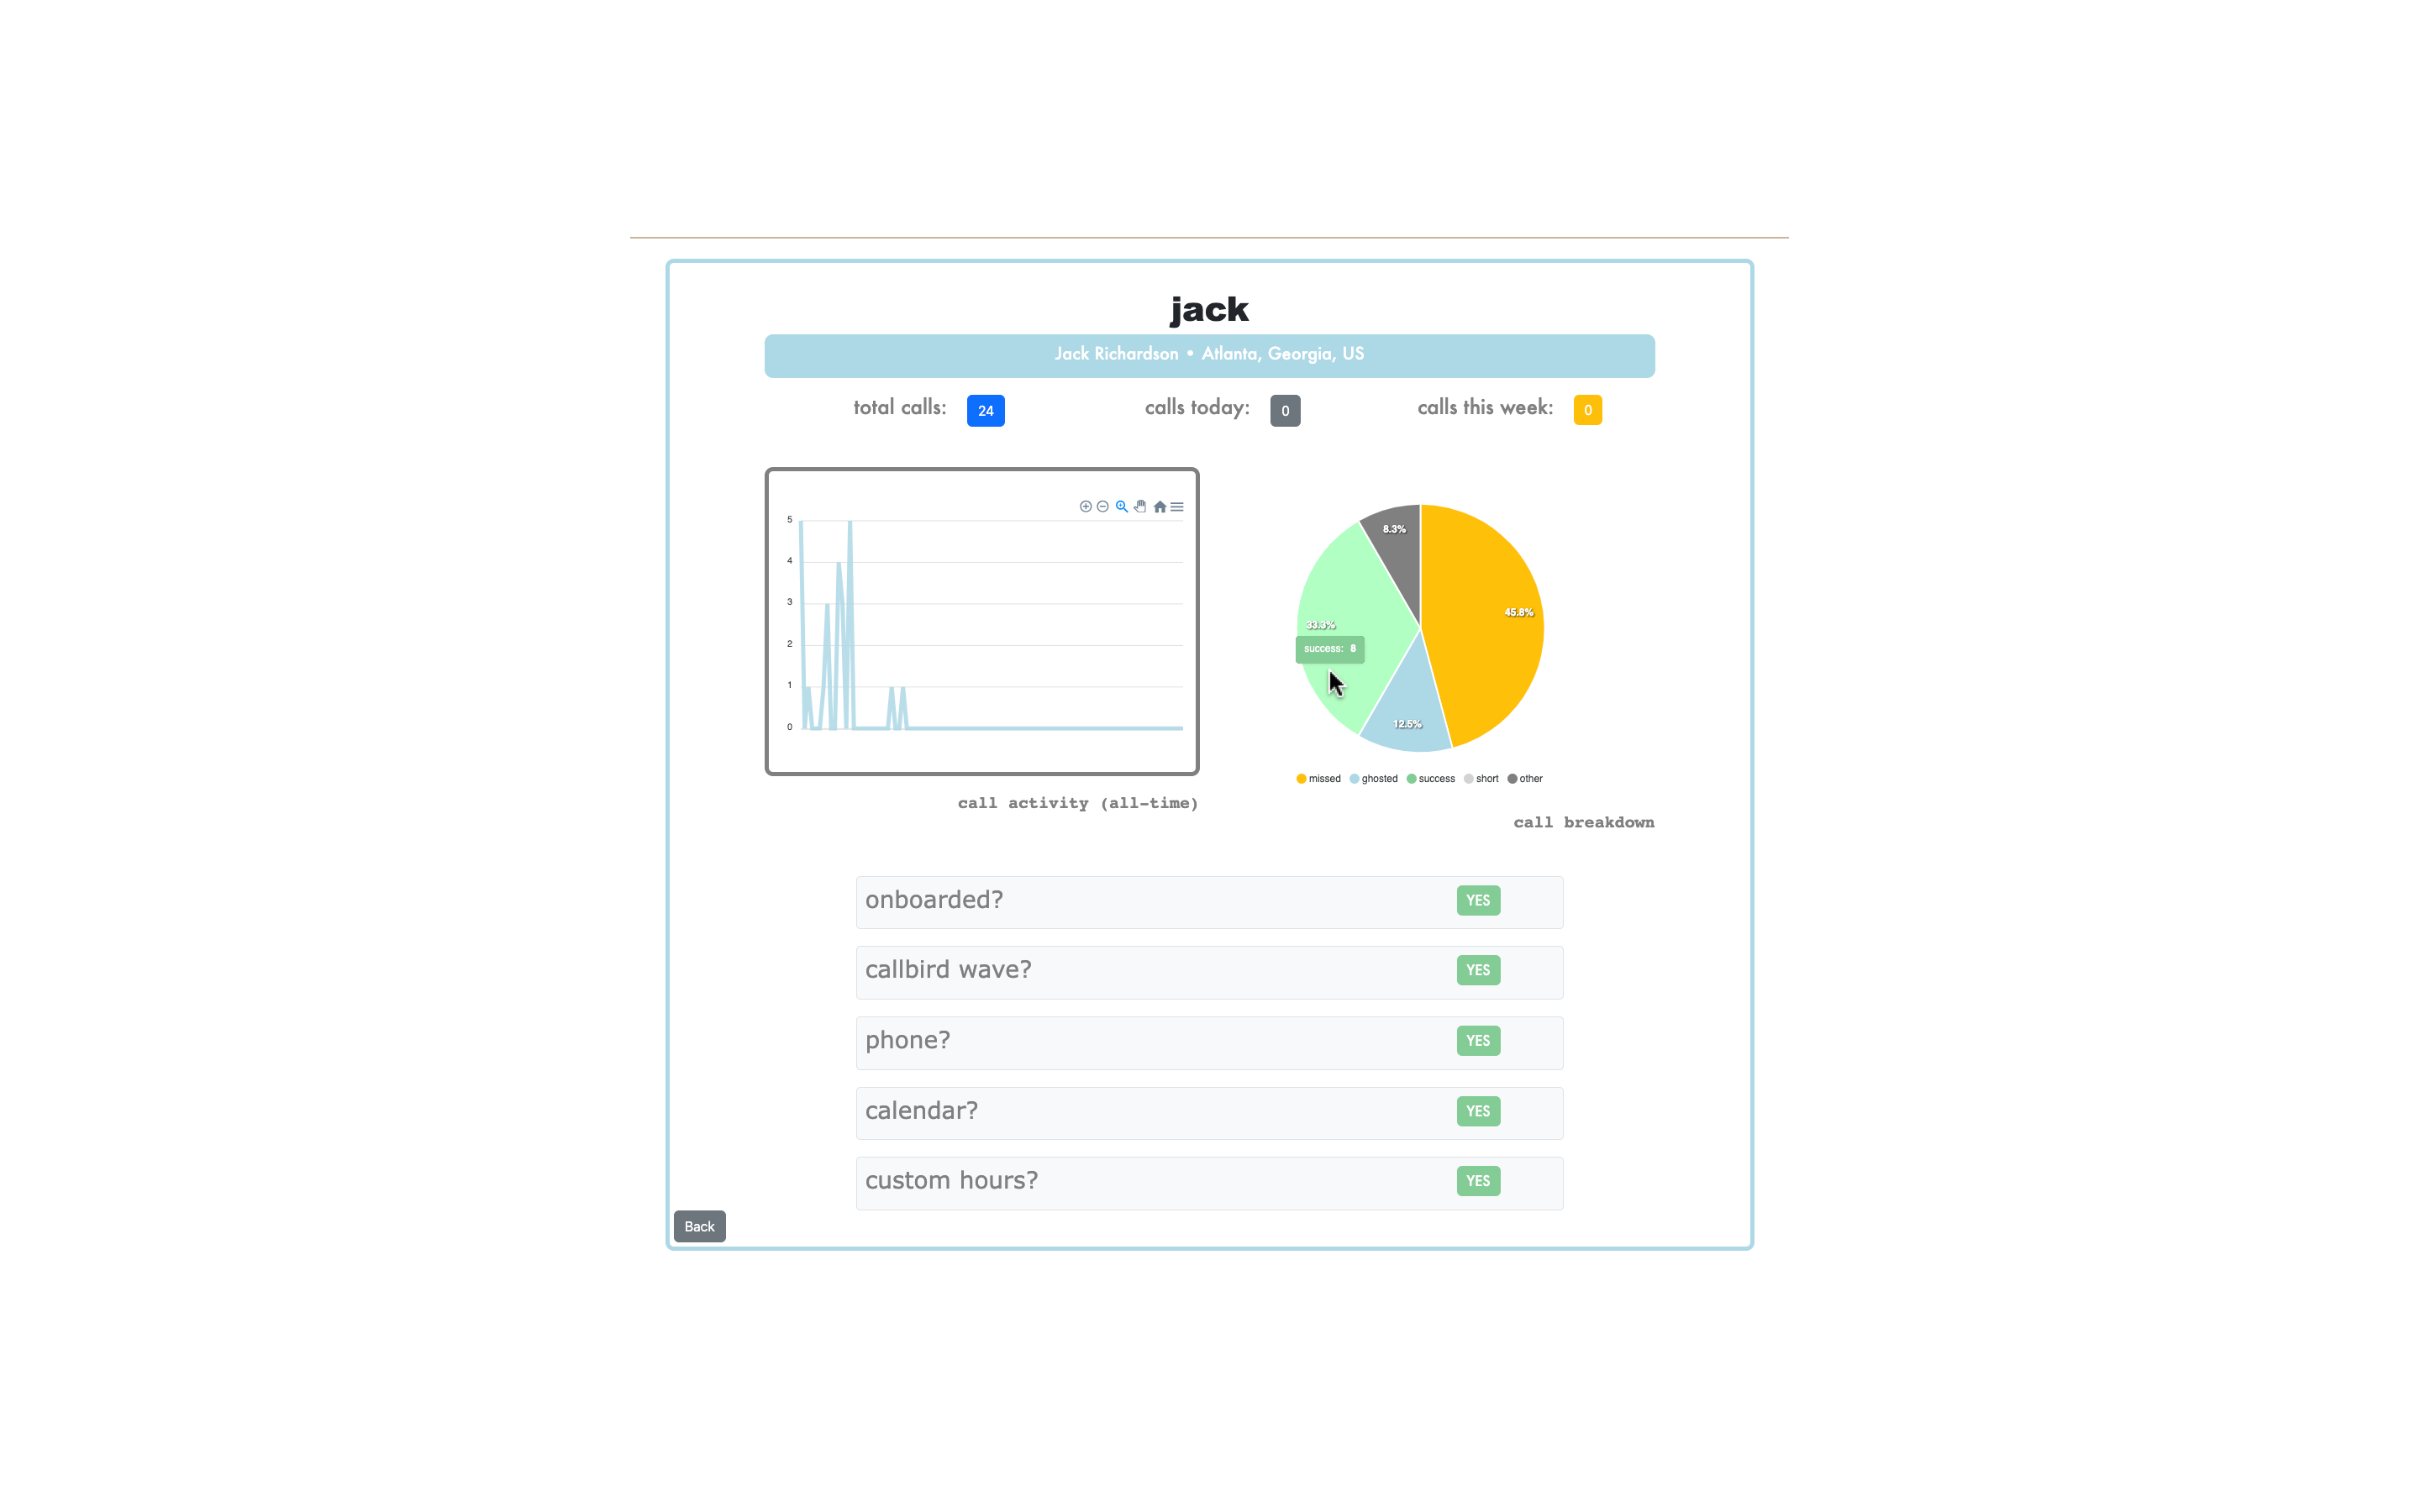 jack
Jack Richardson • Atlanta, Georgia, US
total calls: 24 calls today: 0 calls this week: 0
5
4
3
2
1
0
call activity (all-time)
8.3%
45.8%
33.3%
success: 8
12.5%
missed ghosted success short other
call breakdown
onboarded? YES
callbird wave? YES
phone? YES
calendar? YES
custom hours? YES
Back